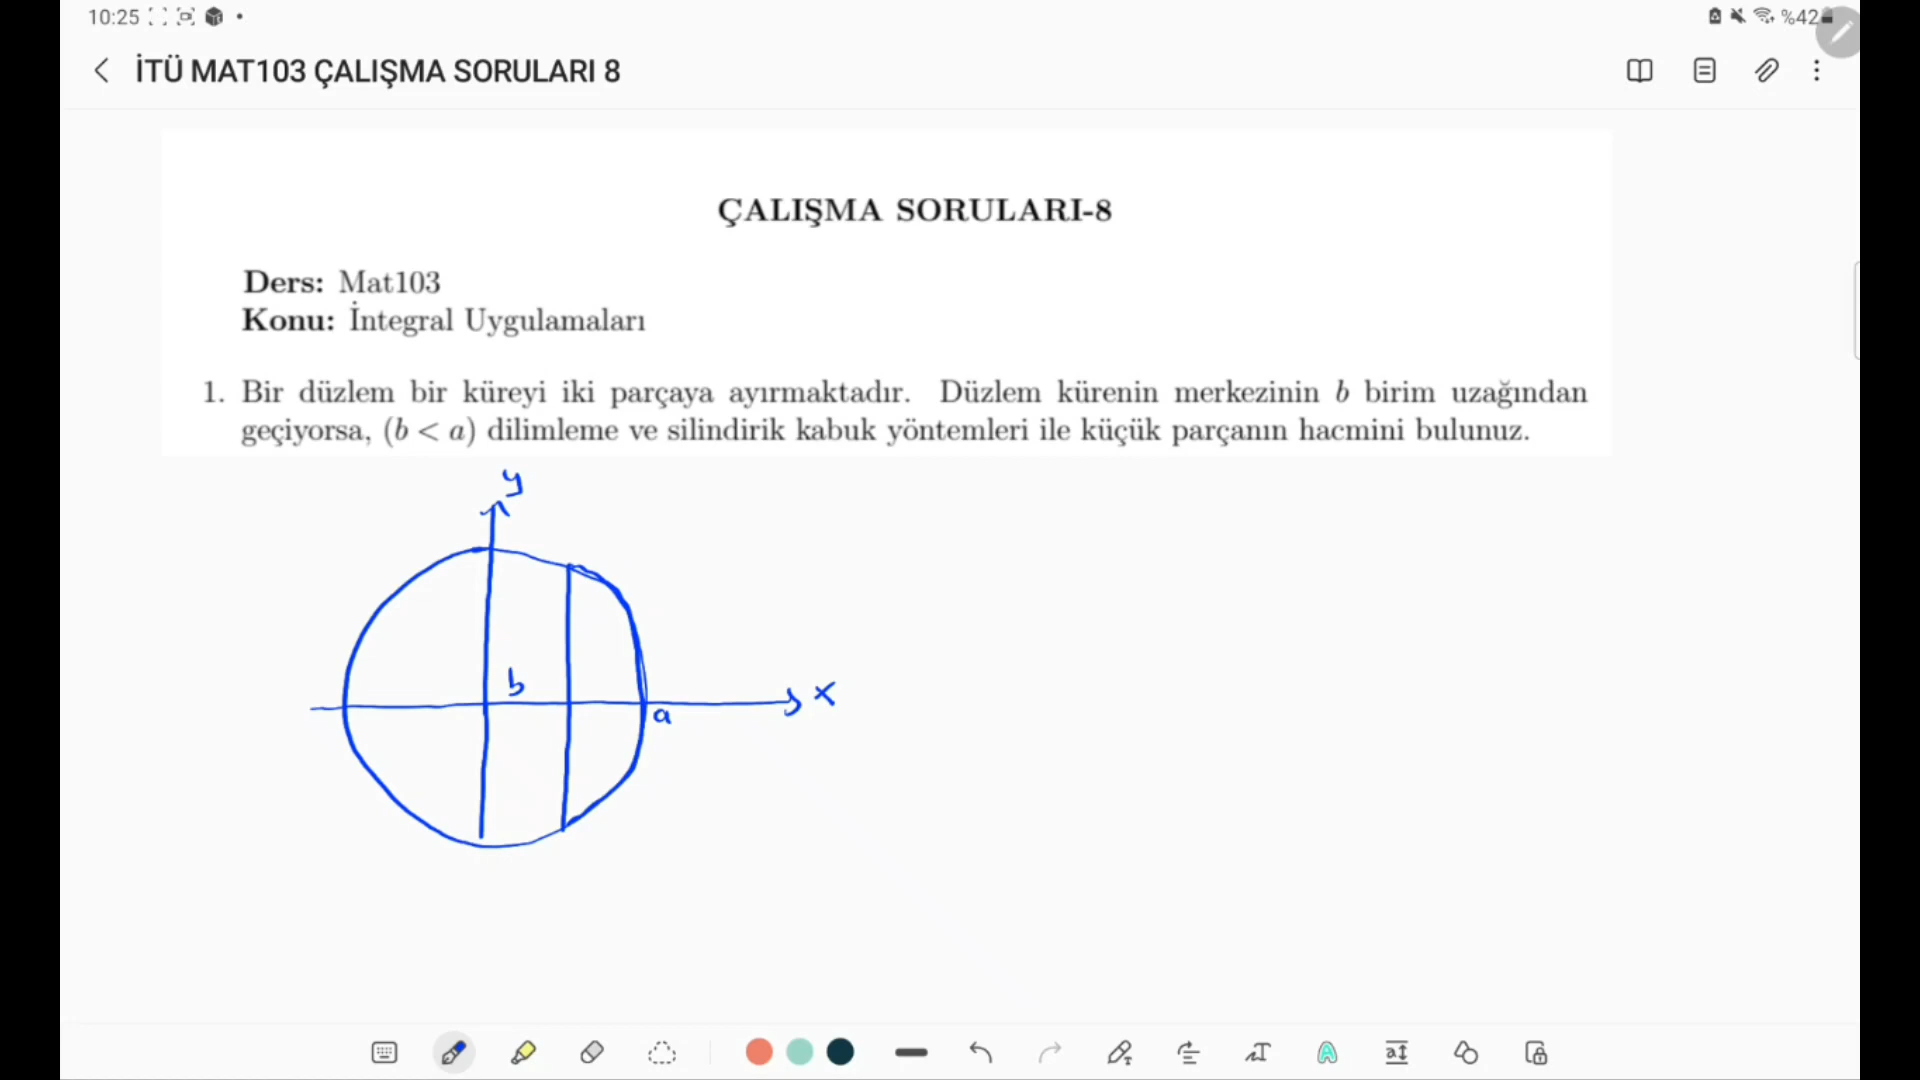 10:25 %42
İTÜ MAT103 ÇALIŞMA SORULARI 8
ÇALIŞMA SORULARI-8
Ders: Mat103
Konu: İntegral Uygulamaları
1. Bir düzlem bir küreyi iki parçaya ayırmaktadır. Düzlem kürenin merkezinin b birim uzağından
geçiyorsa, (b < a) dilimleme ve silindirik kabuk yöntemleri ile küçük parçanın hacmini bulunuz.
y
b
x
a